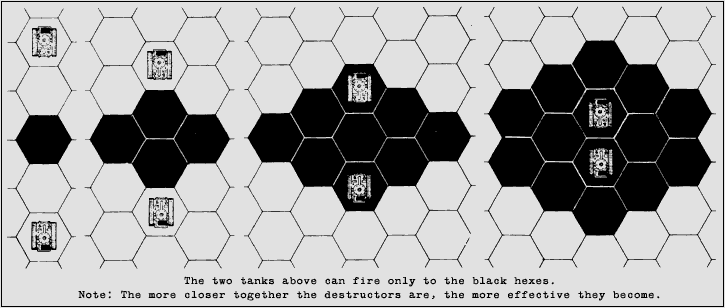 The two tanks above can fire only to the black hexes.
Note: The more closer together the destructors are, the more effective they become.